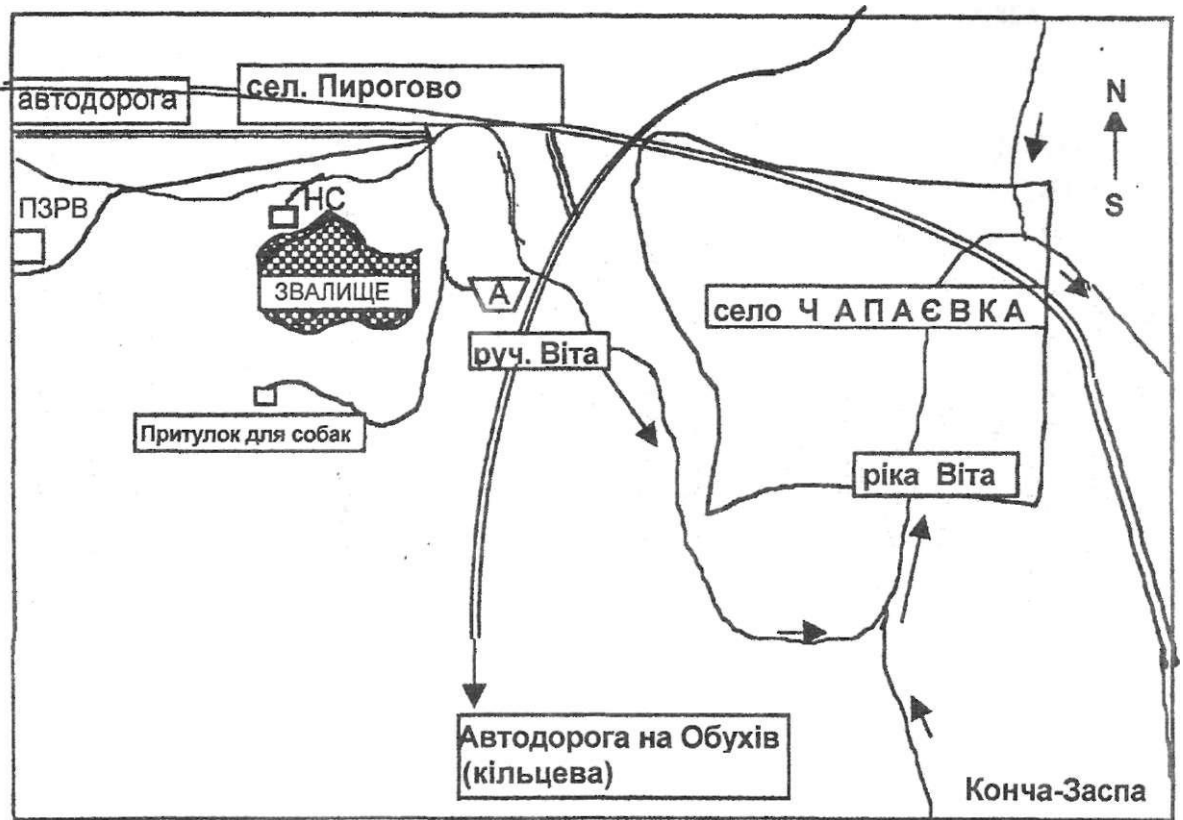 сел. Пирогово
автодорога
N
S
ПЗРВ
НС
ЗВАЛИЩЕ
А
село Ч АПАЄВКА
руч. Віта
Притулок для собак
ріка Віта
Автодорога на Обухів
(кільцева)
Конча-Заспа